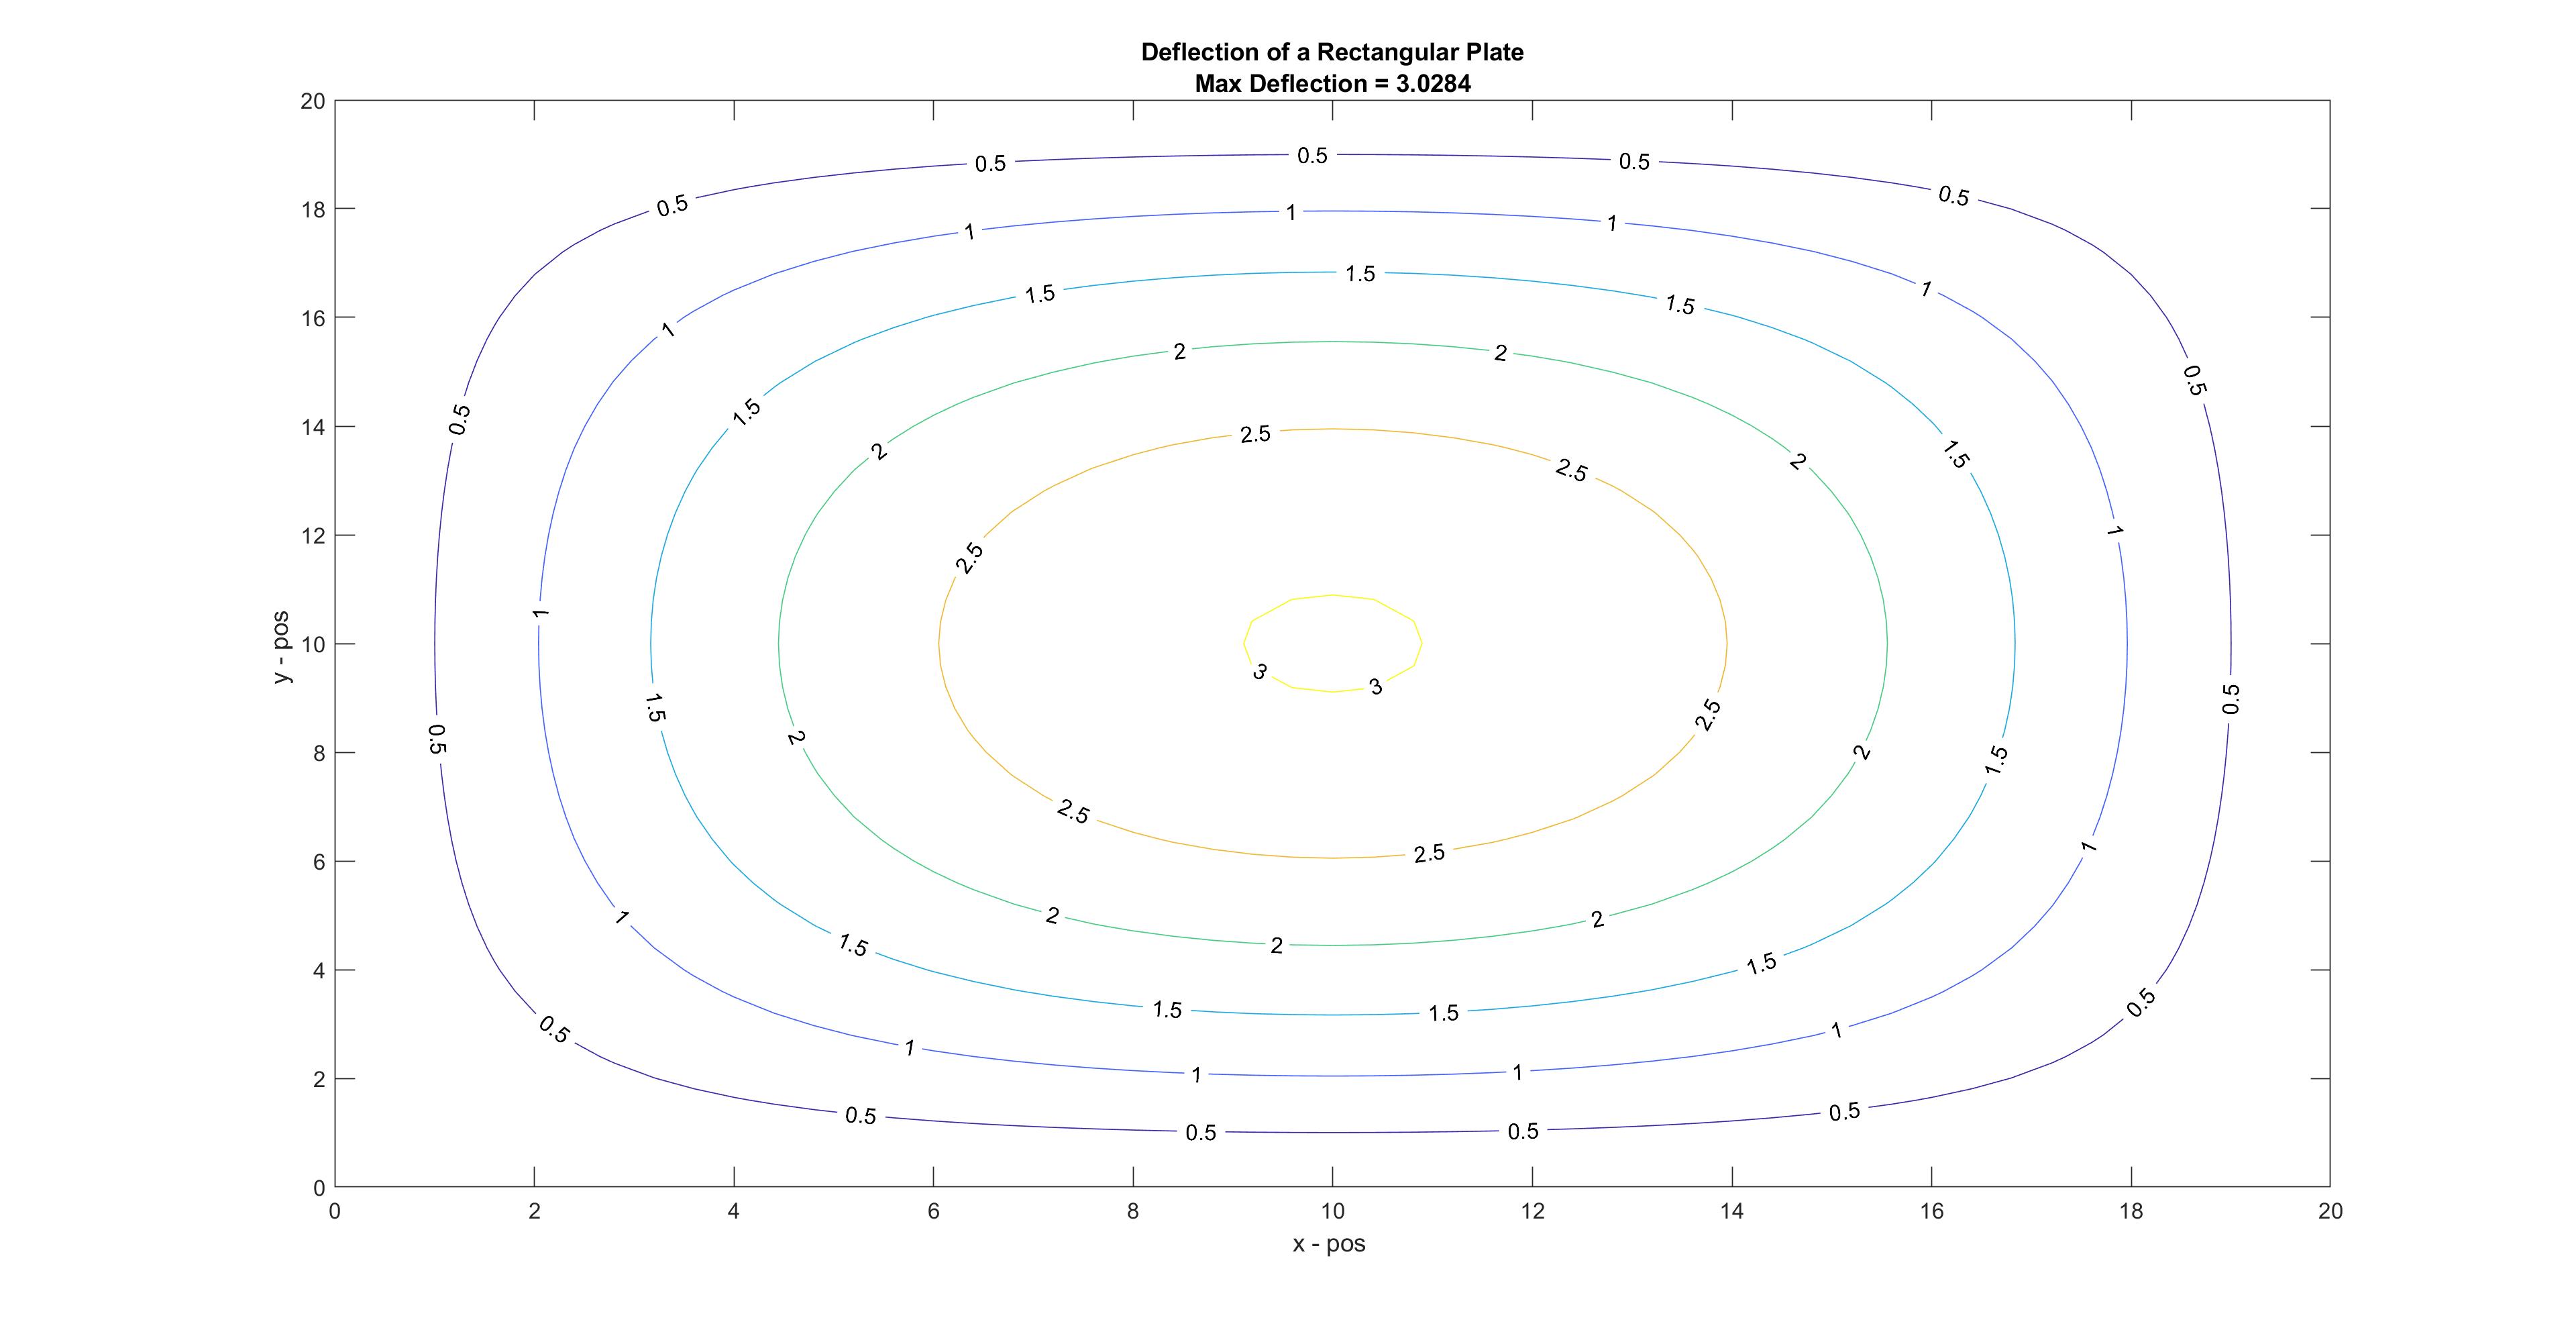 Deflection of a Rectangular Plate
Max Deflection = 3.0284
20
0.5 0.5 0.5
0.5 0.5
18
1 1 1
1.5
1.5 1.5 1
16
1
2 2
0.5
1.5
14
0.5 2.5
2 2.5 2 1.5
12
2.5 1
1
y - pos
10
3 3
1.5 2.5 0.5
0.5 2 2 1.5
8
2.5
6
2.5 1
1 2 2
1.5 2 1.5
4
1.5 1.5 0.5
0.5 1
1
2
1 1
0.5 0.5
0.5 0.5
0
0 2 4 6 8 10 12 14 16 18 20
x - pos